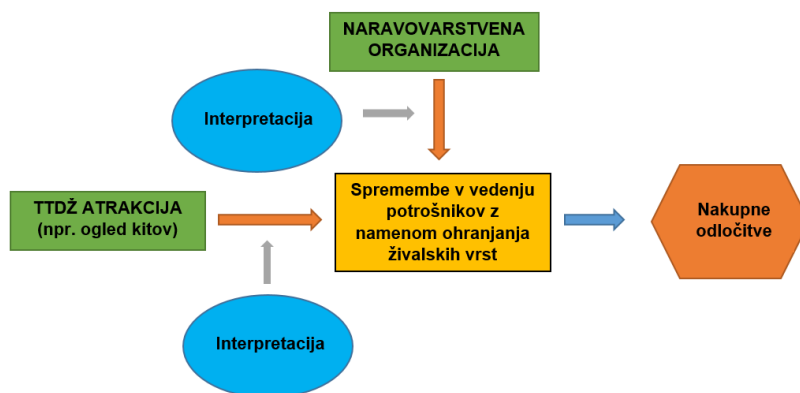 NARAVOVARSTVENA
ORGANIZACIJA
Interpretacija
TTDŽ ATRAKCIJA
(npr. ogled kitov)
Spremembe v vedenju
potrošnikov z
namenom ohranjanja
živalskih vrst
Nakupne
odločitve
Interpretacija